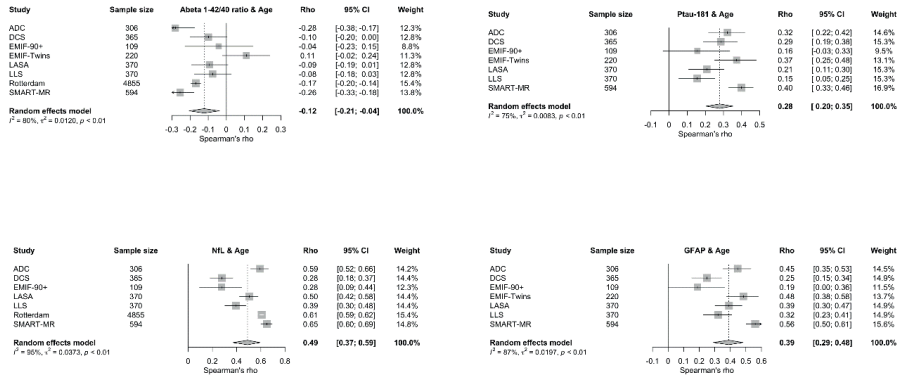 Study Sample size Abeta 1-42/40 ratio & Age Rho 95% CI Weight
ADC 306 -0.28 [-0.38; -0.17] 12.3%
DCS 365 -0.10 [-0.20; 0.00] 12.8%
EMIF-90+ 109 -0.04 [-0.23; 0.15] 8.8%
EMIF-Twins 220 0.11 [-0.02; 0.24] 11.3%
LASA 370 -0.09 [-0.19; 0.01] 12.8%
LLS 370 -0.08 [-0.18; 0.03] 12.8%
Rotterdam 4855 -0.17 [-0.20; -0.14] 15.4%
SMART-MR 594 -0.26 [-0.33; -0.18] 13.8%
Random effects model -0.12 [-0.21; -0.04] 100.0%
I² = 80%, τ² = 0.0120, p < 0.01
-0.3 -0.2 -0.1 0 0.1 0.2 0.3
Spearman's rho
Study Sample size Ptau-181 & Age Rho 95% CI Weight
ADC 306 0.32 [ 0.22; 0.42] 14.6%
DCS 365 0.29 [ 0.19; 0.38] 15.3%
EMIF-90+ 109 0.16 [-0.03; 0.33] 9.5%
EMIF-Twins 220 0.37 [ 0.25; 0.48] 13.1%
LASA 370 0.21 [ 0.11; 0.30] 15.3%
LLS 370 0.15 [ 0.05; 0.25] 15.3%
SMART-MR 594 0.40 [ 0.33; 0.46] 16.9%
Random effects model 0.28 [ 0.20; 0.35] 100.0%
I² = 75%, τ² = 0.0083, p < 0.01
-0.1 0 0.1 0.2 0.3 0.4 0.5
Spearman's rho
Study Sample size NfL & Age Rho 95% CI Weight
ADC 306 0.59 [0.52; 0.66] 14.2%
DCS 365 0.28 [0.18; 0.37] 14.4%
EMIF-90+ 109 0.28 [0.09; 0.44] 12.3%
LASA 370 0.50 [0.42; 0.58] 14.4%
LLS 370 0.39 [0.30; 0.48] 14.4%
Rotterdam 4855 0.61 [0.59; 0.62] 15.4%
SMART-MR 594 0.65 [0.60; 0.69] 14.8%
Random effects model 0.49 [0.37; 0.59] 100.0%
I² = 95%, τ² = 0.0373, p < 0.01
0 0.2 0.4 0.6 0.8
Spearman's rho
Study Sample size GFAP & Age Rho 95% CI Weight
ADC 306 0.45 [0.35; 0.53] 14.5%
DCS 365 0.25 [0.15; 0.34] 14.9%
EMIF-90+ 109 0.19 [0.00; 0.36] 11.5%
EMIF-Twins 220 0.48 [0.38; 0.58] 13.7%
LASA 370 0.39 [0.30; 0.47] 14.9%
LLS 370 0.32 [0.23; 0.41] 14.9%
SMART-MR 594 0.56 [0.50; 0.61] 15.6%
Random effects model 0.39 [0.29; 0.48] 100.0%
I² = 87%, τ² = 0.0197, p < 0.01
-0.1 0 0.1 0.2 0.3 0.4 0.5 0.6
Spearman's rho